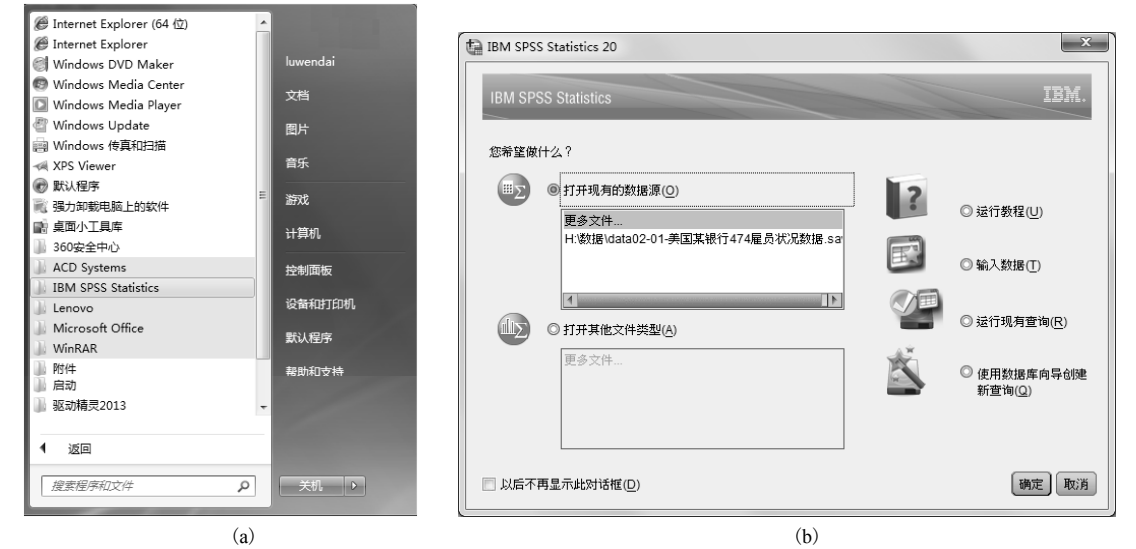 Internet Explorer (64 位)
Internet Explorer
Windows DVD Maker
Windows Media Center
Windows Media Player
Windows Update
Windows 传真和扫描
XPS Viewer
默认程序
强力卸载电脑上的软件
桌面小工具库
360安全中心
ACD Systems
IBM SPSS Statistics
Lenovo
Microsoft Office
WinRAR
附件
启动
驱动精灵2013
返回
搜索程序和文件
luwendai
文档
图片
音乐
游戏
计算机
控制面板
设备和打印机
默认程序
帮助和支持
关机
(a)
IBM SPSS Statistics 20
IBM SPSS Statistics
IBM.
您希望做什么？
打开现有的数据源(O)
更多文件...
H:\数据\data02-01-美国某银行474雇员状况数据.sa
打开其他文件类型(A)
更多文件...
运行教程(U)
输入数据(T)
运行现有查询(R)
使用数据库向导创建
新查询(Q)
以后不再显示此对话框(D)
确定
取消
(b)